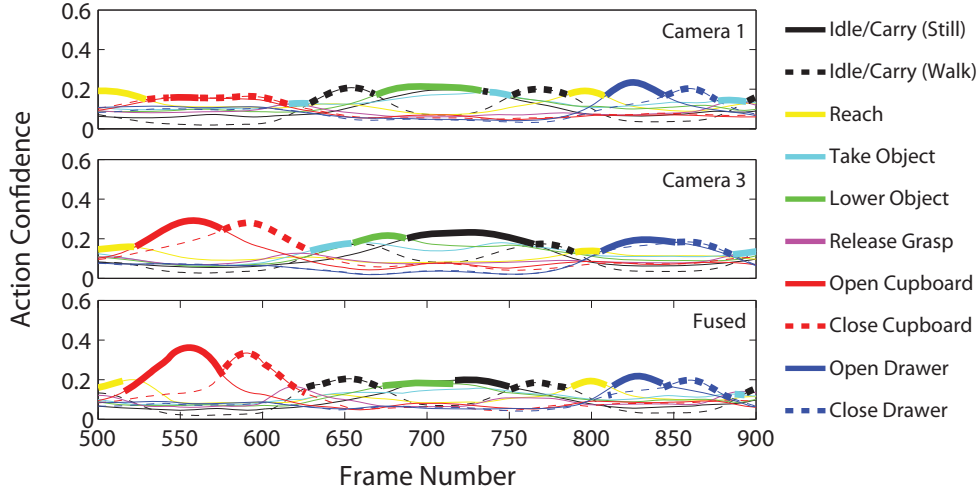 Action Confidence
0.6
0.4
0.2
0
Camera 1
0.6
0.4
0.2
0
Camera 3
0.6
0.4
0.2
0
Fused
500 550 600 650 700 750 800 850 900
Frame Number
Idle/Carry (Still)
Idle/Carry (Walk)
Reach
Take Object
Lower Object
Release Grasp
Open Cupboard
Close Cupboard
Open Drawer
Close Drawer